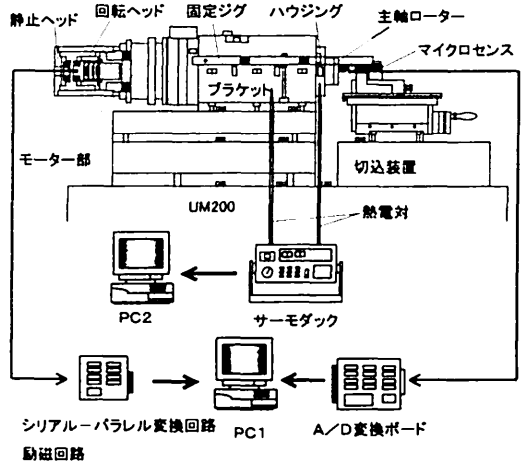 静止ヘッド
回転ヘッド
固定ジグ
ハウジング
主軸ローター
マイクロセンス
ブラケット
モーター部
切込装置
UM200
熱電対
PC2
サーモダック
シリアル－パラレル変換回路
励磁回路
PC1
A／D変換ボード